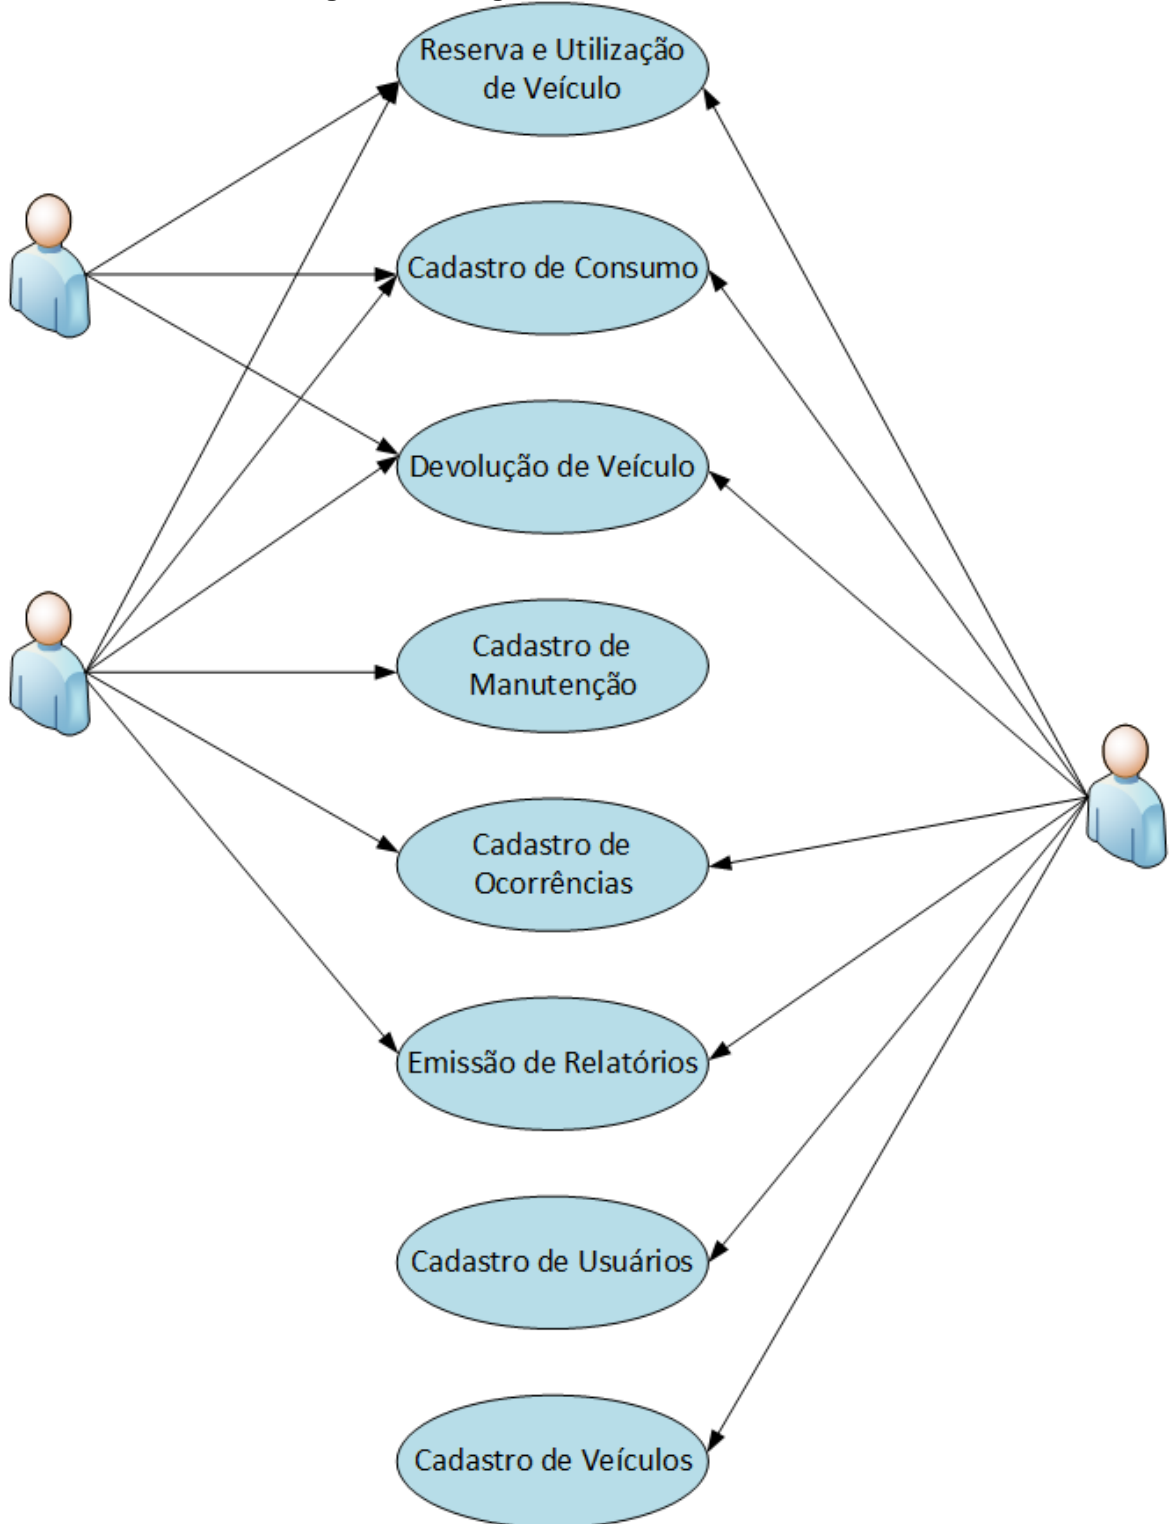 Reserva e Utilização
de Veículo
Cadastro de Consumo
Devolução de Veículo
Cadastro de
Manutenção
Cadastro de
Ocorrências
Emissão de Relatórios
Cadastro de Usuários
Cadastro de Veículos